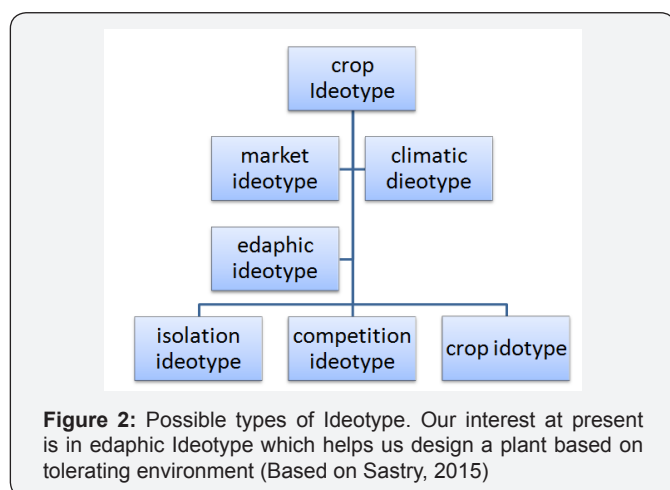 crop
Ideotype
market
ideotype
climatic
dieotype
edaphic
ideotype
isolation
ideotype
competition
ideotype
crop idotype
Figure 2: Possible types of Ideotype. Our interest at present
is in edaphic Ideotype which helps us design a plant based on
tolerating environment (Based on Sastry, 2015)